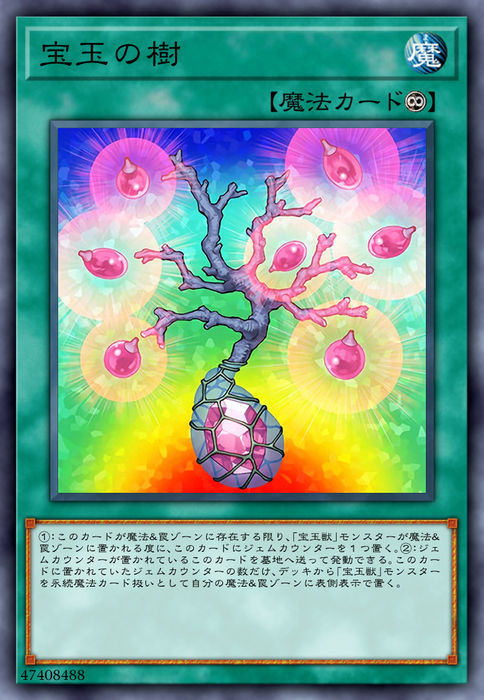 宝玉の樹
魔
【魔法カード∞】
①:このカードが魔法&罠ゾーンに存在する限り、「宝玉獣」モンスターが魔法&
罠ゾーンに置かれる度に、このカードにジェムカウンターを1つ置く。②:ジェ
ムカウンターが置かれているこのカードを墓地へ送って発動できる。このカー
ドに置かれていたジェムカウンターの数だけ、デッキから「宝玉獣」モンスター
を永続魔法カード扱いとして自分の魔法&罠ゾーンに表側表示で置く。
47408488